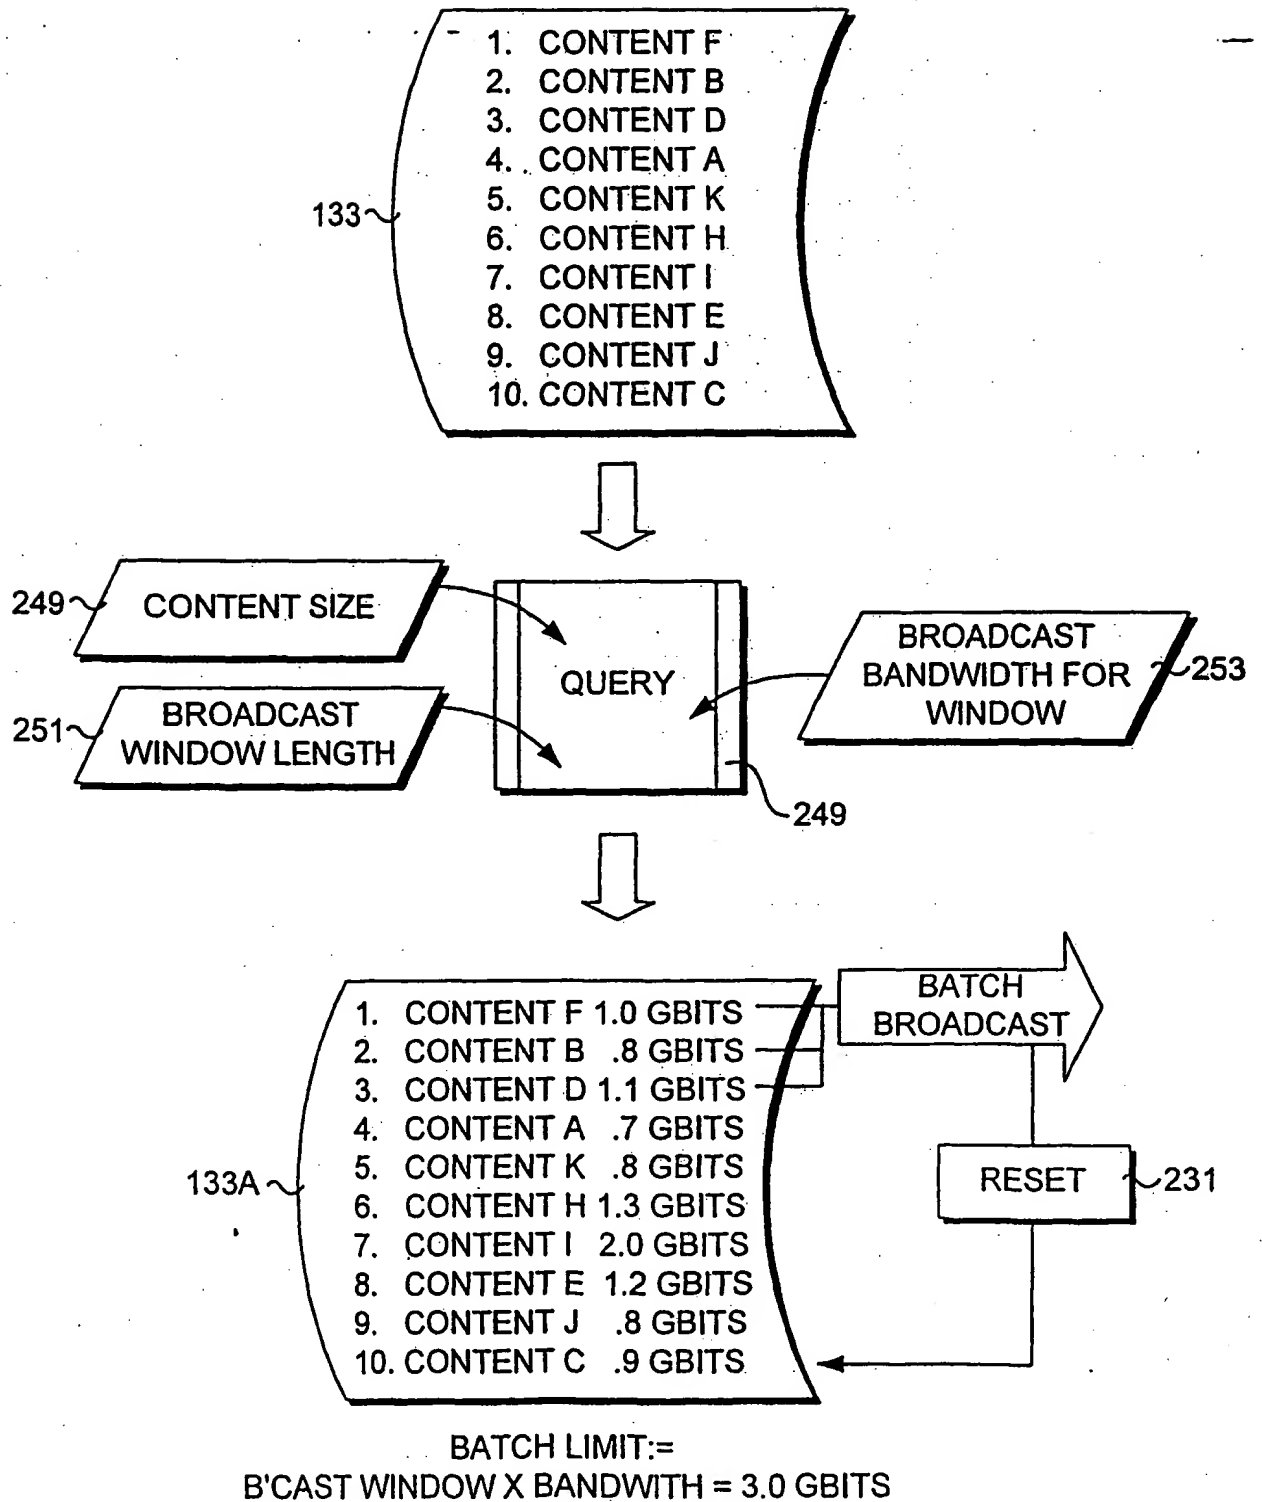 1. CONTENT F
2. CONTENT B
3. CONTENT D
4. CONTENT A
5. CONTENT K
6. CONTENT H
7. CONTENT I
8. CONTENT E
9. CONTENT J
10. CONTENT C
133
249
CONTENT SIZE
251
BROADCAST
WINDOW LENGTH
QUERY
BROADCAST
BANDWIDTH FOR
WINDOW
253
249
1. CONTENT F 1.0 GBITS
2. CONTENT B .8 GBITS
3. CONTENT D 1.1 GBITS
4. CONTENT A .7 GBITS
5. CONTENT K .8 GBITS
6. CONTENT H 1.3 GBITS
7. CONTENT I 2.0 GBITS
8. CONTENT E 1.2 GBITS
9. CONTENT J .8 GBITS
10. CONTENT C .9 GBITS
133A
BATCH
BROADCAST
RESET
231
BATCH LIMIT:=
B'CAST WINDOW X BANDWITH = 3.0 GBITS